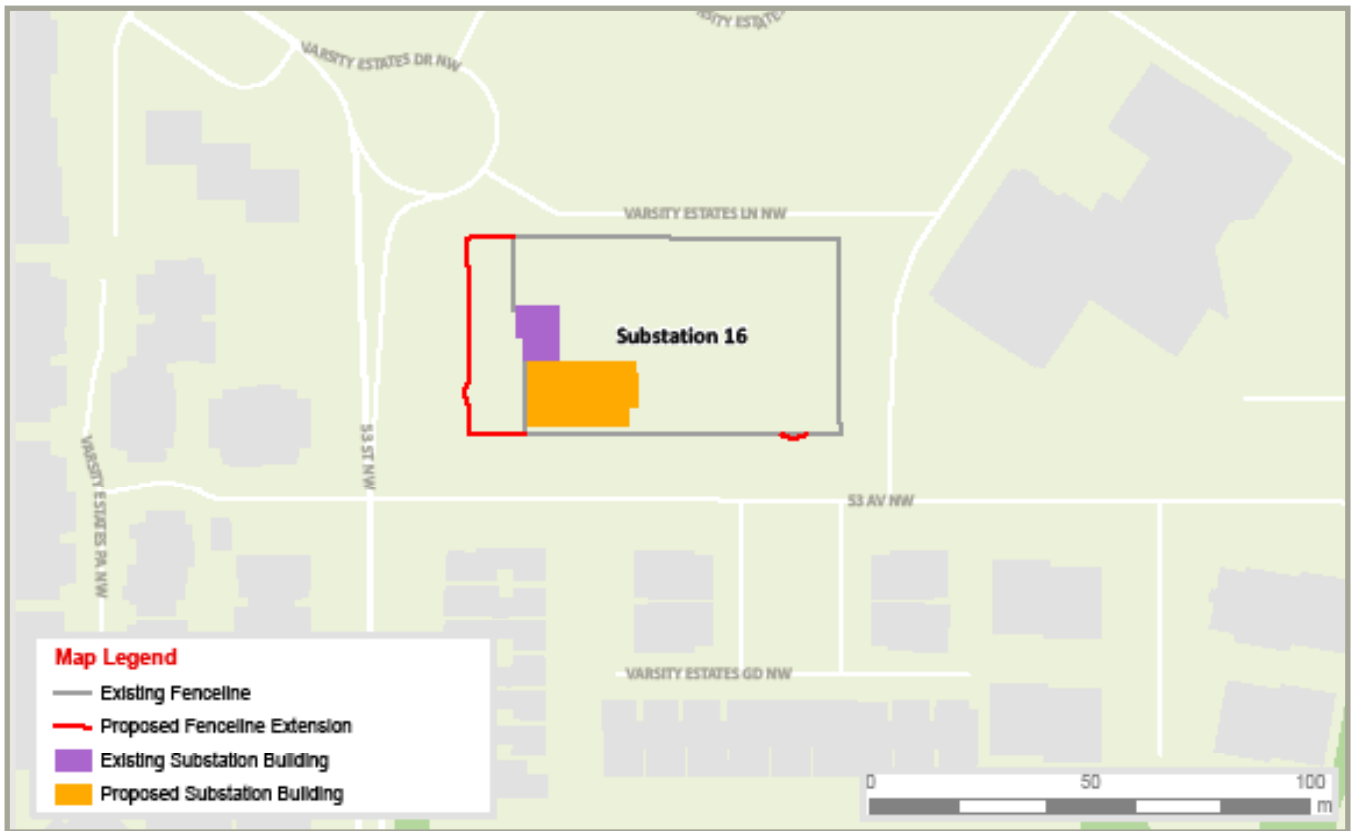 VARSITY ESTATES
VARSITY ESTATES DR NW
VARSITY ESTATES LN NW
Substation 16
53 ST NW
VARSITY ESTATES PA NW
53 AV NW
VARSITY ESTATES GD NW
Map Legend
Existing Fenceline
Proposed Fenceline Extension
Existing Substation Building
Proposed Substation Building
0 50 100
m